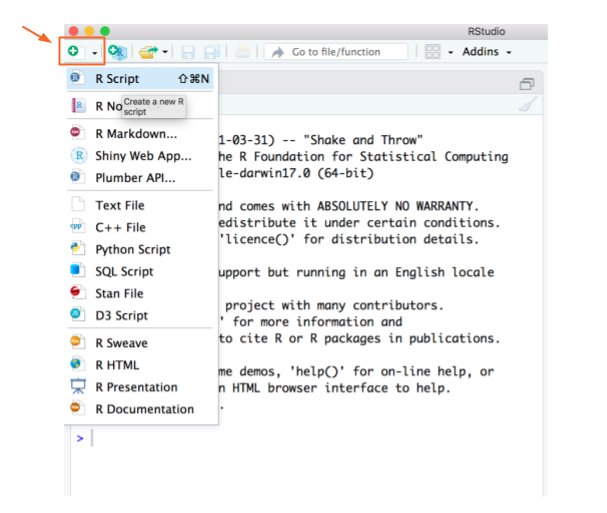 RStudio
Go to file/function
Addins
R Script ⇧⌘N
R No
Create a new R
script
R Markdown...
1-03-31) -- "Shake and Throw"
Shiny Web App...
he R Foundation for Statistical Computing
Plumber API...
le-darwin17.0 (64-bit)
Text File
nd comes with ABSOLUTELY NO WARRANTY.
C++ File
edistribute it under certain conditions.
'licence()' for distribution details.
Python Script
SQL Script
upport but running in an English locale
Stan File
project with many contributors.
D3 Script
' for more information and
R Sweave
to cite R or R packages in publications.
R HTML
me demos, 'help()' for on-line help, or
R Presentation
n HTML browser interface to help.
R Documentation
.
>